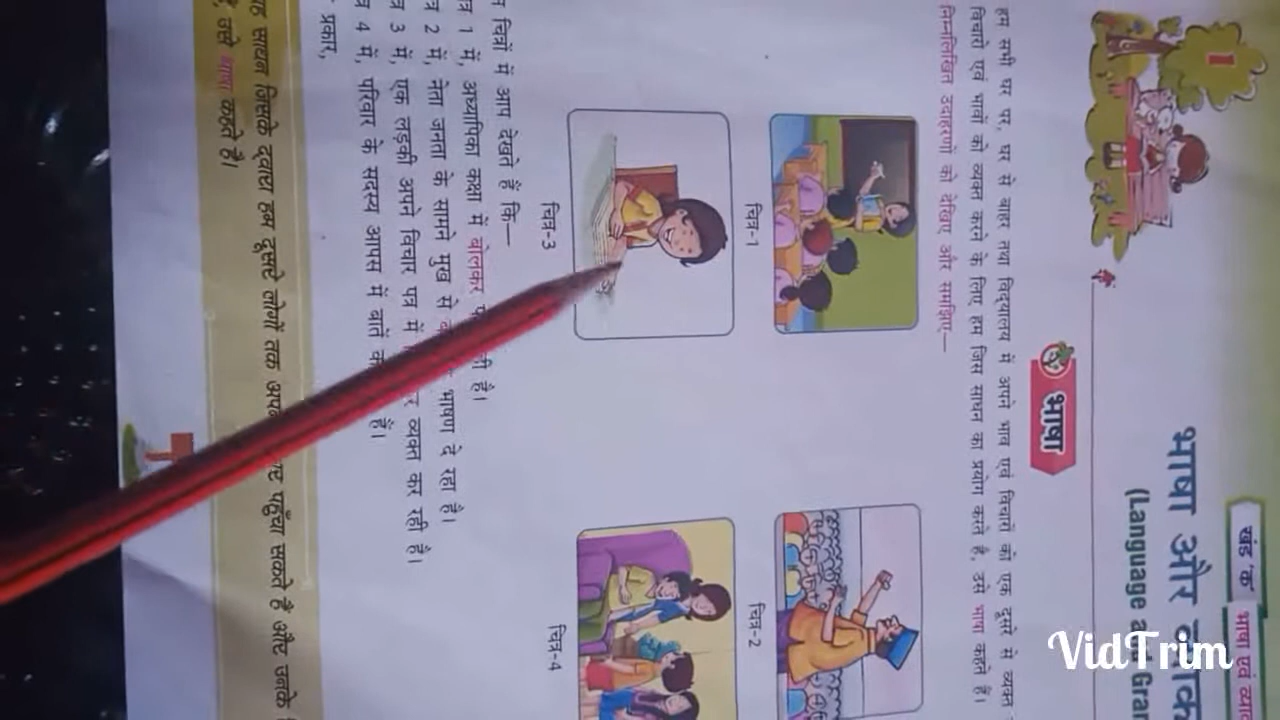 खंड 'क'
भाषा एवं
1
भाषा और
(Language and
भाषा
हम सभी घर पर, घर से बाहर तथा विद्यालय में अपने भाव एवं विचारों को एक दूसरे से व्यक्त
विचारों एवं भावों को व्यक्त करने के लिए हम जिस साधन का प्रयोग करते हैं, उसे भाषा कहते हैं।
निम्नलिखित उदाहरणों को देखिए और समझिए—
चित्र-1
चित्र-2
चित्र-3
चित्र-4
चित्रों में आप देखते हैं कि—
1 में, अध्यापिका कक्षा में बोलकर है।
2 में, नेता जनता के सामने मुख से भाषण दे रहा है।
3 में, एक लड़की अपने विचार पत्र में व्यक्त कर रही है।
4 में, परिवार के सदस्य आपस में बातें हैं।
प्रकार,
साधन जिसके द्वारा हम दूसरे लोगों तक पहुँचा सकते हैं और उनके
उसे भाषा कहते हैं।
VidTrim